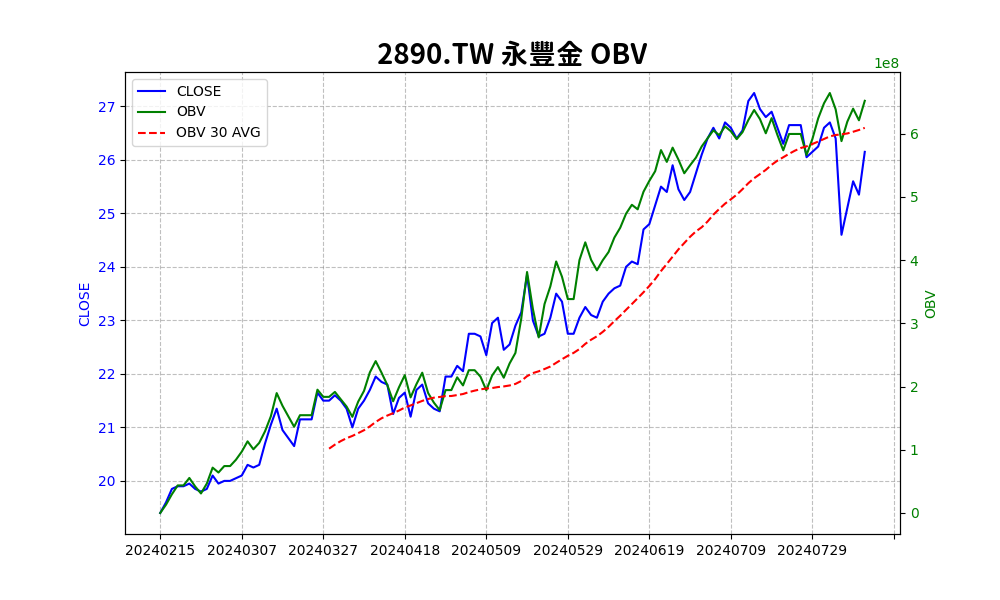 2890.TW 永豐金 OBV
1e8
CLOSE
OBV
OBV 30 AVG
27
26
25
24
23
22
21
20
CLOSE
6
5
4
3
2
1
0
OBV
20240215 20240307 20240327 20240418 20240509 20240529 20240619 20240709 20240729